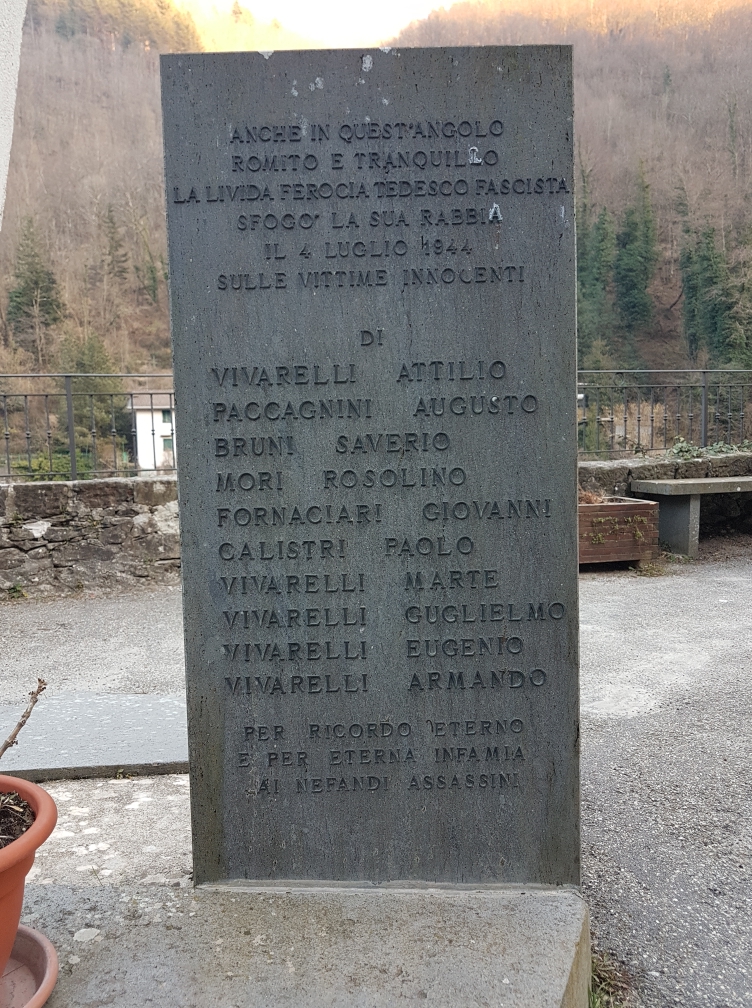 ANCHE IN QUEST'ANGOLO
ROMITO E TRANQUILLO
LA LIVIDA FEROCIA TEDESCO FASCISTA
SFOGO' LA SUA RABBIA
IL 4 LUGLIO 1944
SULLE VITTIME INNOCENTI
DI
VIVARELLI ATTILIO
PACCAGNINI AUGUSTO
BRUNI SAVERIO
MORI ROSOLINO
FORNACIARI GIOVANNI
CALISTRI PAOLO
VIVARELLI MARTE
VIVARELLI GUGLIELMO
VIVARELLI EUGENIO
VIVARELLI ARMANDO
PER RICORDO ETERNO
E PER ETERNA INFAMIA
AI NEFANDI ASSASSINI